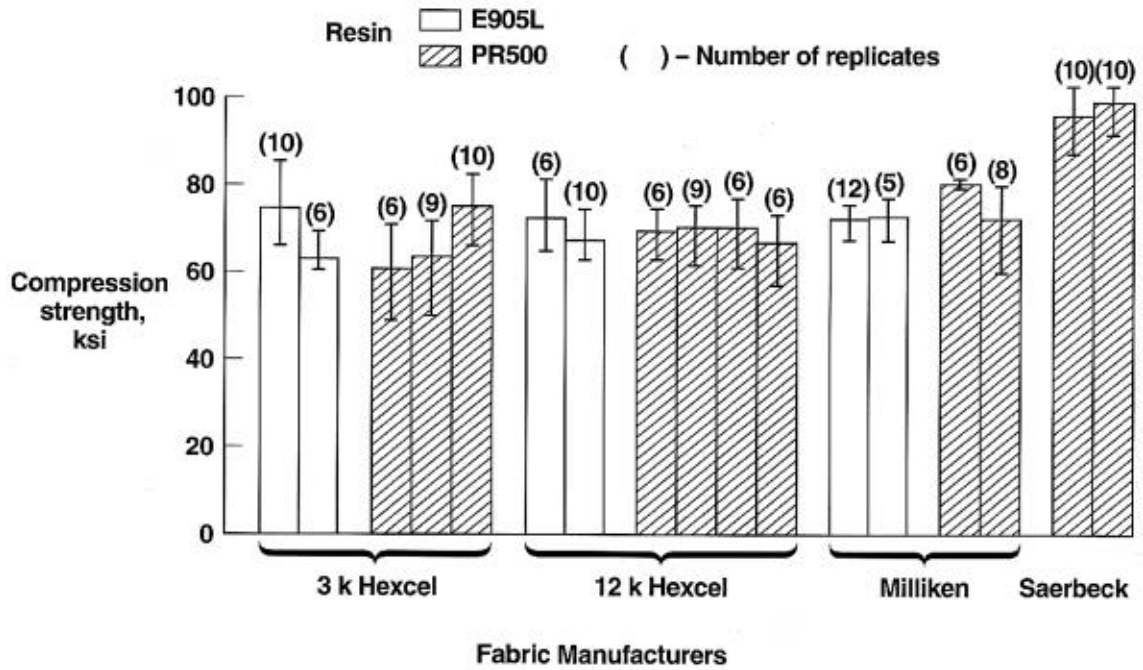 Resin
E905L
PR500
( ) – Number of replicates
Compression
strength,
ksi
100
80
60
40
20
0
(10)
(6)
(6)
(9)
(10)
(6)
(10)
(6)
(9)
(6)
(6)
(12)
(5)
(6)
(8)
(10)
(10)
3 k Hexcel
12 k Hexcel
Milliken
Saerbeck
Fabric Manufacturers